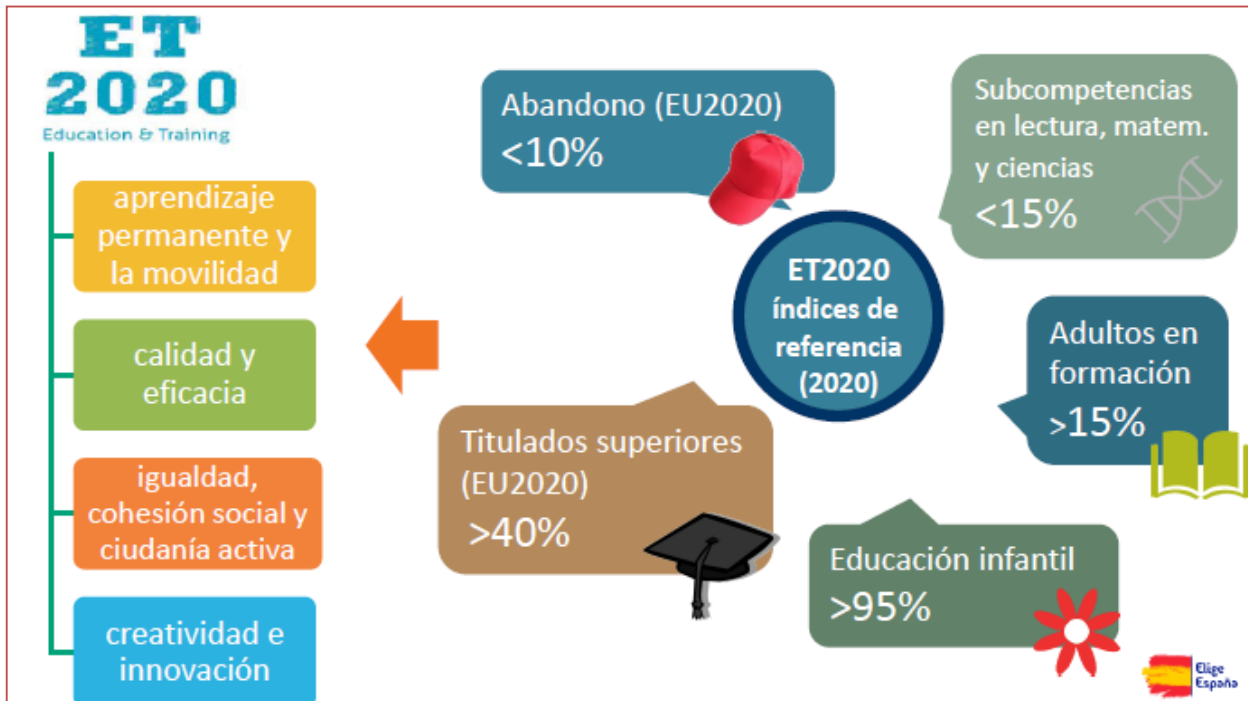 ET
2020
Education & Training
aprendizaje
permanente y
la movilidad
calidad y
eficacia
igualdad,
cohesión social y
ciudanía activa
creatividad e
innovación
Abandono (EU2020)
<10%
Subcompetencias
en lectura, matem.
y ciencias
<15%
ET2020
índices de
referencia
(2020)
Adultos en
formación
>15%
Titulados superiores
(EU2020)
>40%
Educación infantil
>95%
Elige
España